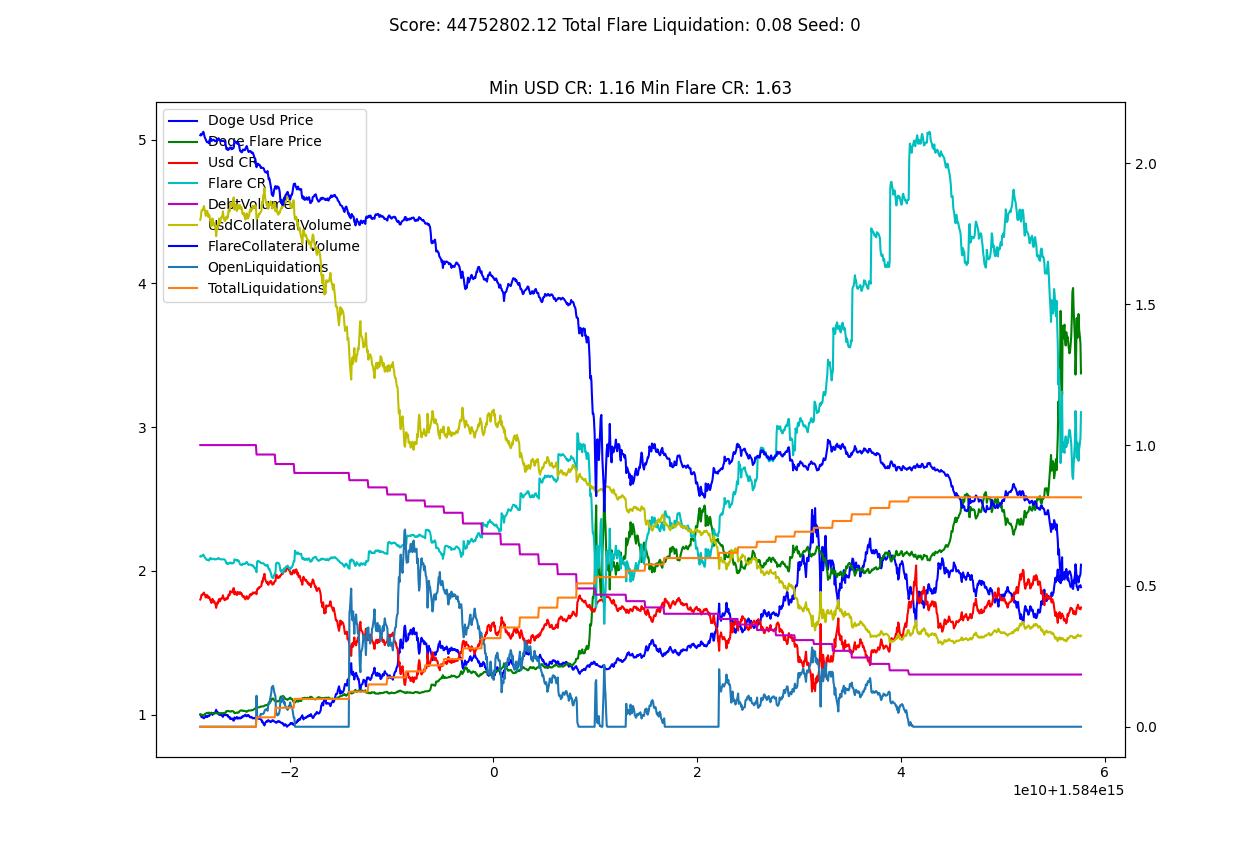 Score: 44752802.12 Total Flare Liquidation: 0.08 Seed: 0
Min USD CR: 1.16 Min Flare CR: 1.63
Doge Usd Price
Doge Flare Price
Usd CR
Flare CR
DebtVolume
UsdCollateralVolume
FlareCollateralVolume
OpenLiquidations
TotalLiquidations
5
4
3
2
1
2.0
1.5
1.0
0.5
0.0
−2
0
2
4
6
1e10+1.584e15